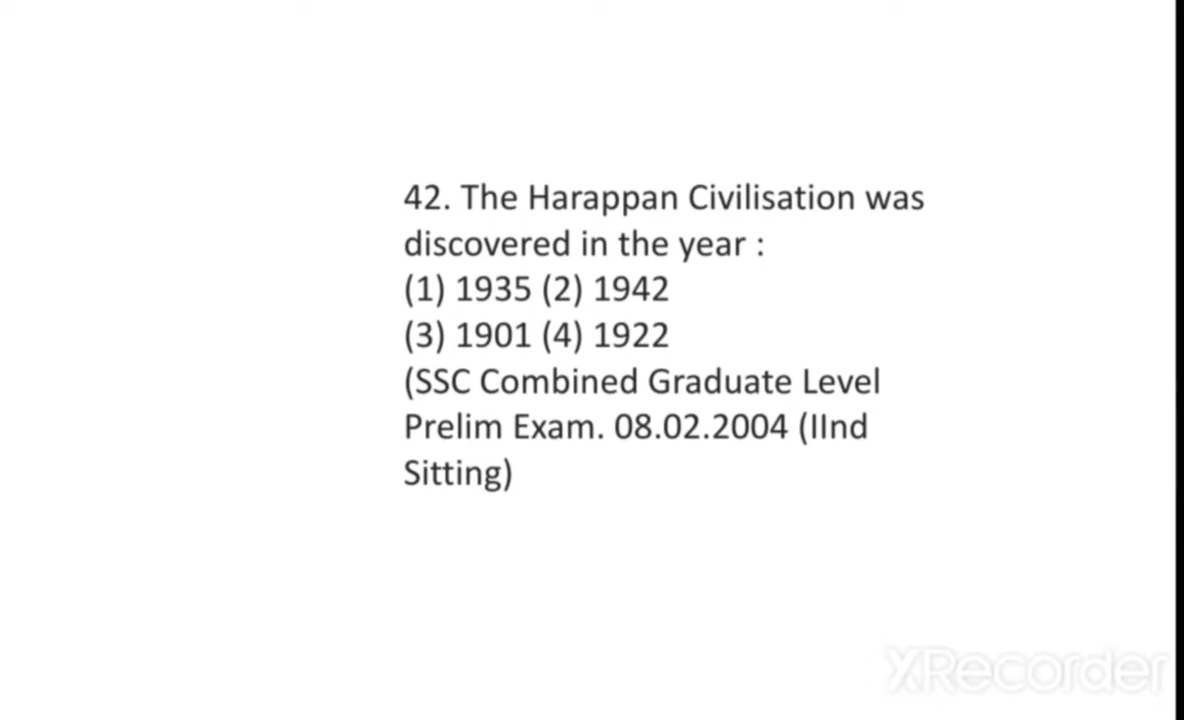 42. The Harappan Civilisation was
discovered in the year :
(1) 1935 (2) 1942
(3) 1901 (4) 1922
(SSC Combined Graduate Level
Prelim Exam. 08.02.2004 (IInd
Sitting)
XRecorder